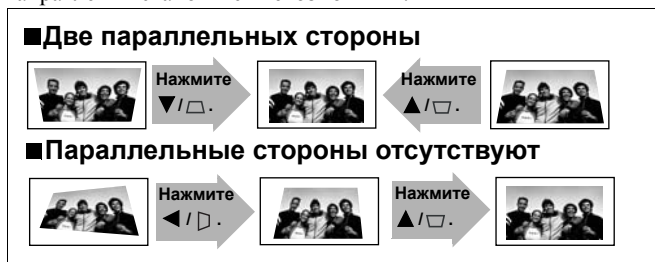 ■Две параллельных стороны
Нажмите
▼/⏢.
Нажмите
▲/▽.
■Параллельные стороны отсутствуют
Нажмите
◀/▷.
Нажмите
▲/▽.